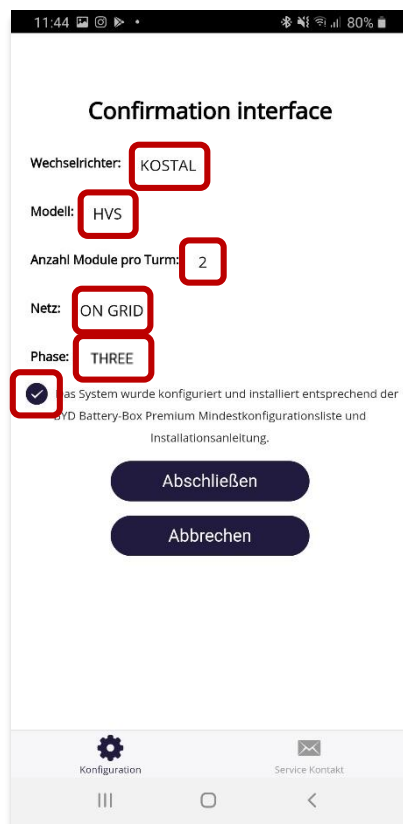 11:44 80%
Confirmation interface
Wechselrichter: KOSTAL
Modell: HVS
Anzahl Module pro Turm: 2
Netz: ON GRID
Phase: THREE
as System wurde konfiguriert und installiert entsprechend der
BYD Battery-Box Premium Mindestkonfigurationsliste und
Installationsanleitung.
Abschließen
Abbrechen
Konfiguration Service Kontakt